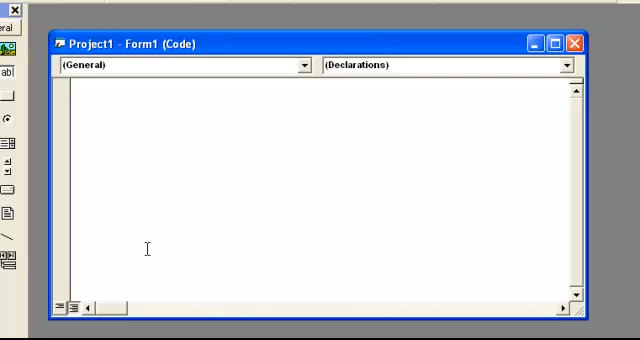 eral
Project1 - Form1 (Code)
(General)
(Declarations)
ab